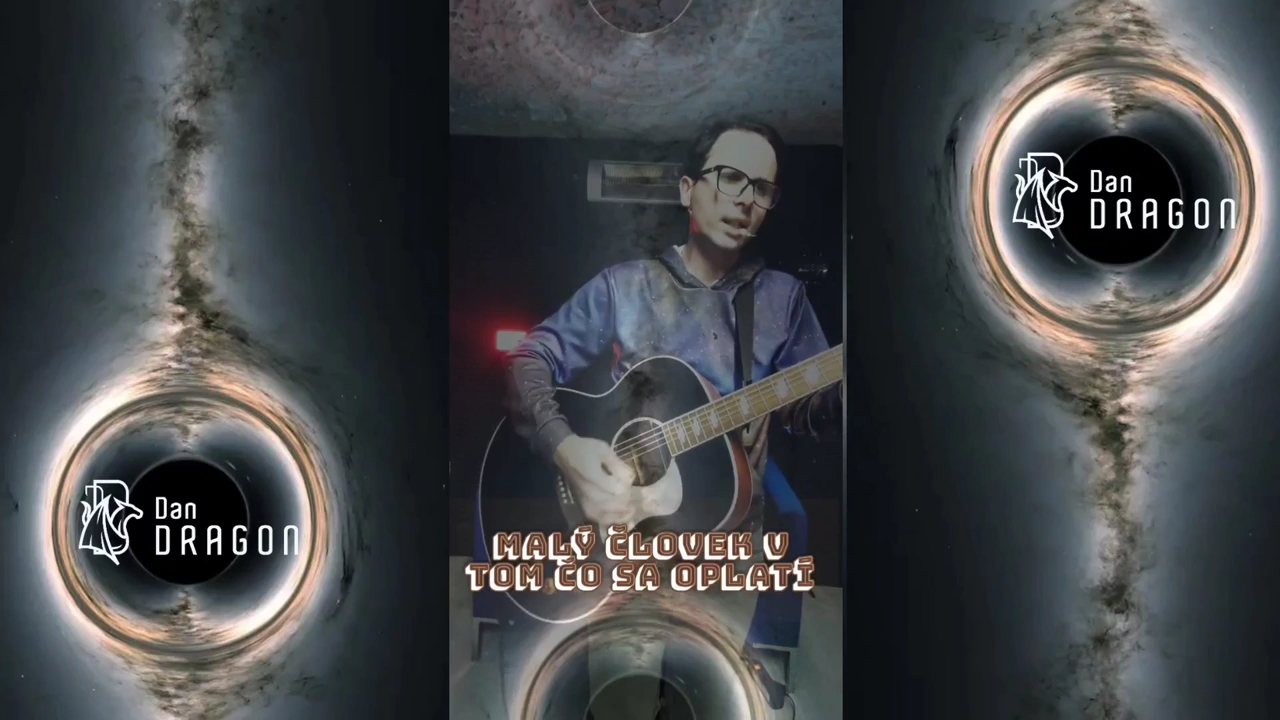 Dan
DRAGON
MALÝ ČLOVEK V
TOM ČO SA OPLATÍ
Dan
DRAGON